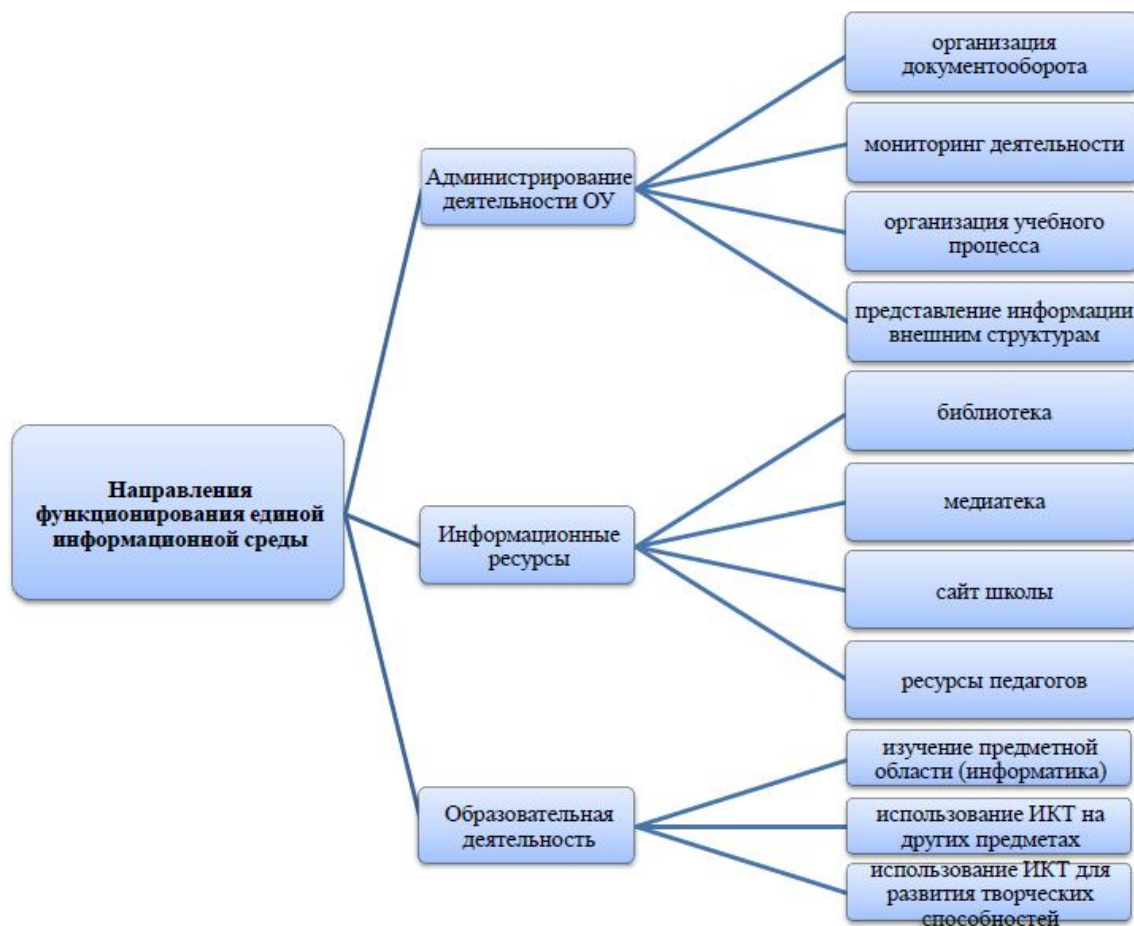 Направления
функционирования единой
информационной среды
Администрирование
деятельности ОУ
организация
документооборота
мониторинг деятельности
организация учебного
процесса
представление информации
внешним структурам
Информационные
ресурсы
библиотека
медиатека
сайт школы
ресурсы педагогов
Образовательная
деятельность
изучение предметной
области (информатика)
использование ИКТ на
других предметах
использование ИКТ для
развития творческих
способностей